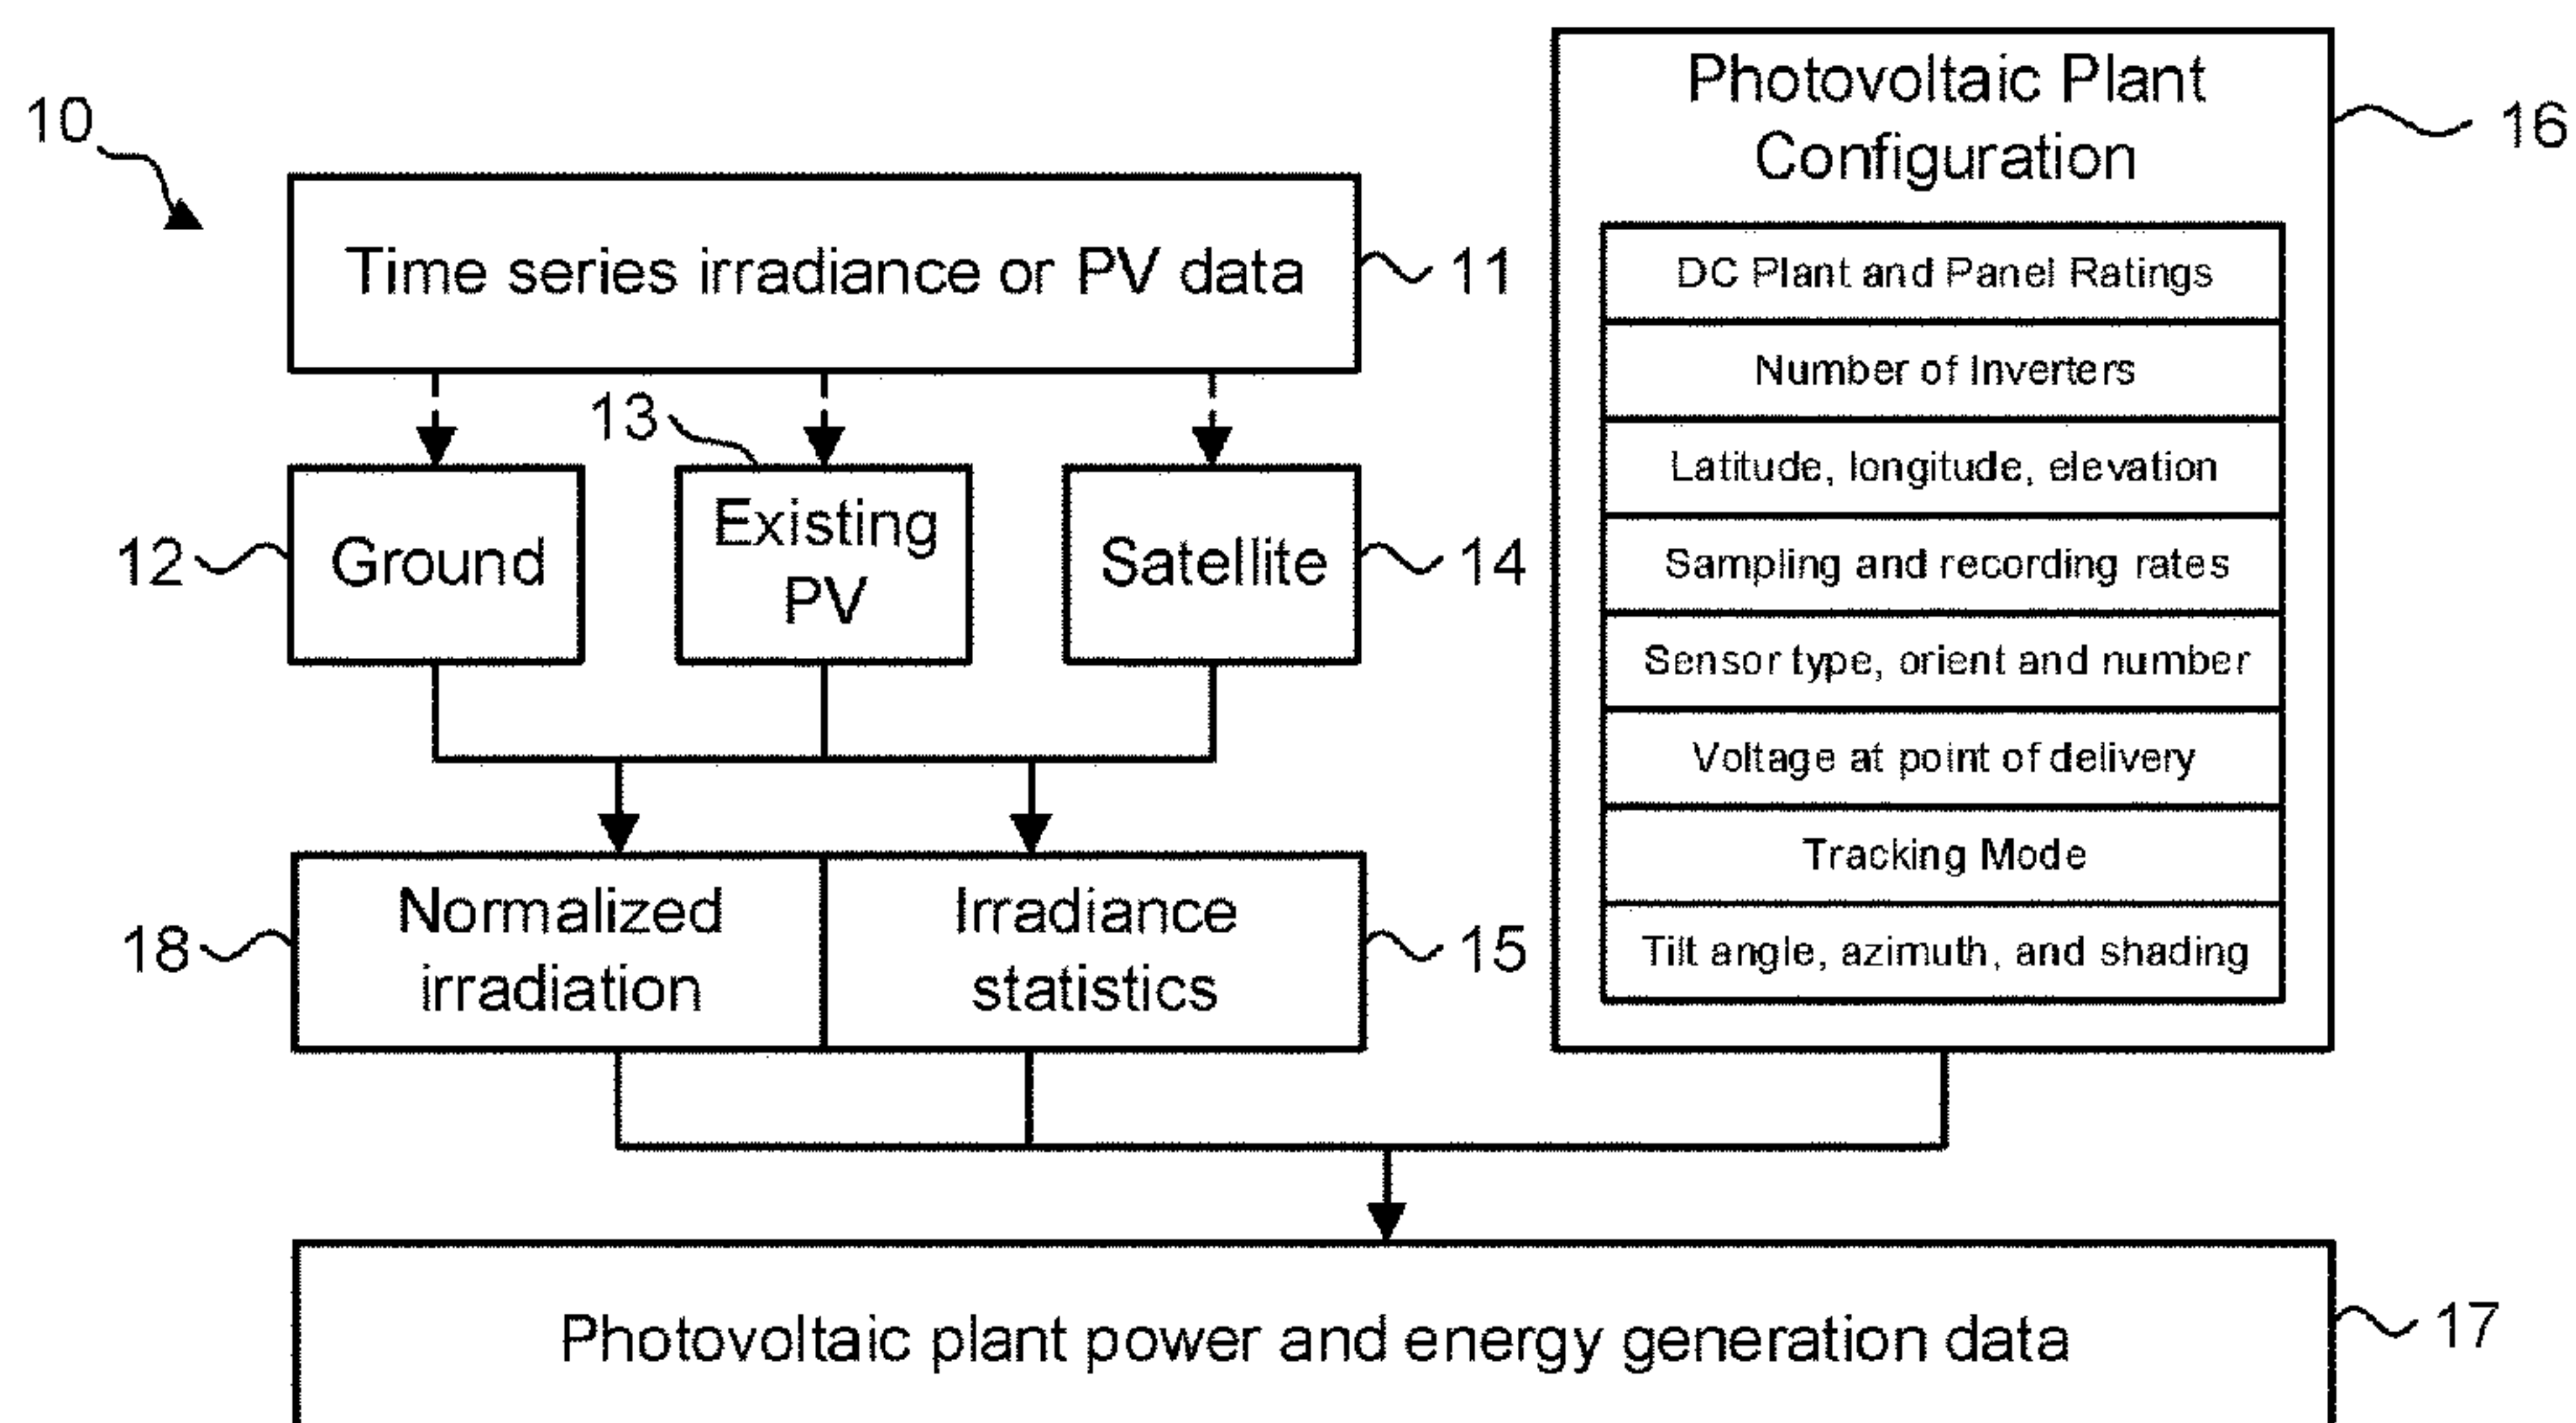 10
Time series irradiance or PV data
11
13
12
Ground
Existing
PV
Satellite
14
18
Normalized
irradiation
Irradiance
statistics
15
Photovoltaic Plant
Configuration
16
DC Plant and Panel Ratings
Number of Inverters
Latitude, longitude, elevation
Sampling and recording rates
Sensor type, orient and number
Voltage at point of delivery
Tracking Mode
Tilt angle, azimuth, and shading
Photovoltaic plant power and energy generation data
17